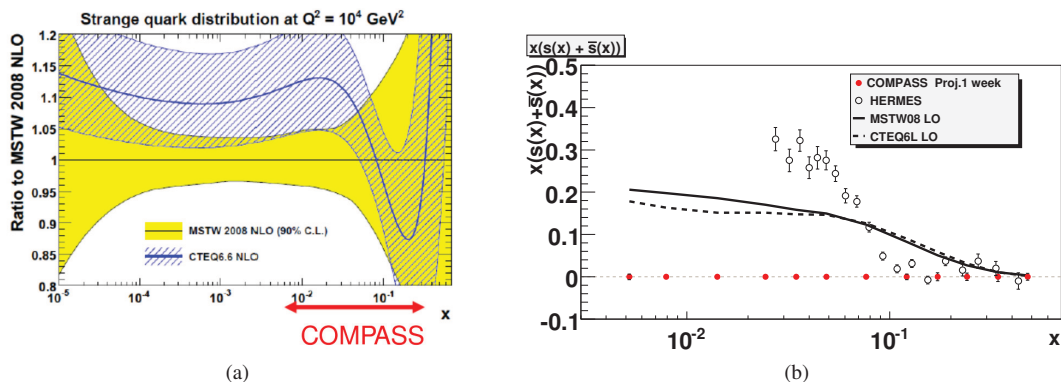 Strange quark distribution at Q² = 10⁴ GeV²
Ratio to MSTW 2008 NLO
1.2
1.15
1.1
1.05
1
0.95
0.9
0.85
0.8
MSTW 2008 NLO (90% C.L.)
CTEQ6.6 NLO
10⁻⁵ 10⁻⁴ 10⁻³ 10⁻² 10⁻¹ x
COMPASS
(a)
x(s(x) + s̅(x))
x(s(x)+s̅(x))
0.5
0.4
0.3
0.2
0.1
0
-0.1
COMPASS Proj.1 week
HERMES
MSTW08 LO
CTEQ6L LO
10⁻² 10⁻¹ x
(b)